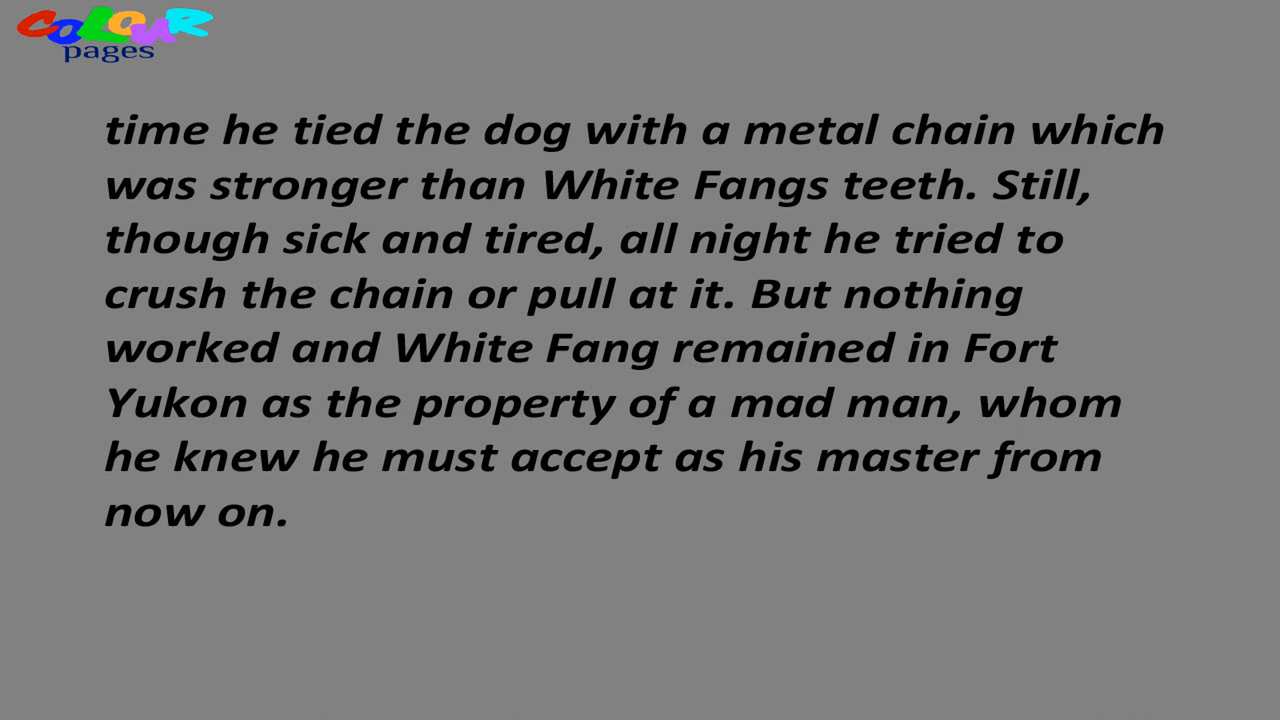 COLOUR
pages
time he tied the dog with a metal chain which
was stronger than White Fangs teeth. Still,
though sick and tired, all night he tried to
crush the chain or pull at it. But nothing
worked and White Fang remained in Fort
Yukon as the property of a mad man, whom
he knew he must accept as his master from
now on.